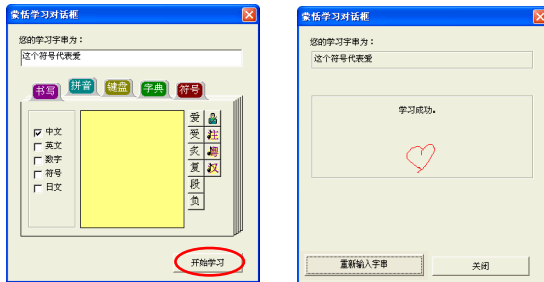 蒙恬学习对话框
您的学习字串为：
这个符号代表爱
书写 拼音 键盘 字典 符号
中文
英文
数字
符号
日文
爱
受 注
炙 粤
复 汉
段
负
开始学习
蒙恬学习对话框
您的学习字串为：
这个符号代表爱
学习成功。
重新输入字串 关闭